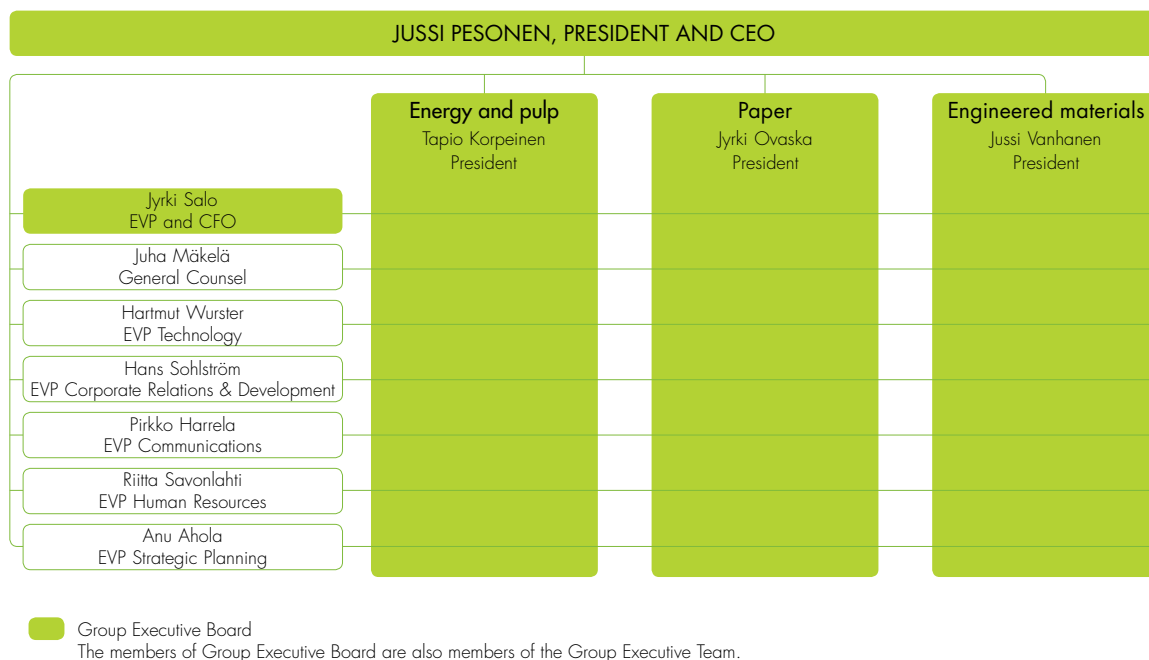 JUSSI PESONEN, PRESIDENT AND CEO
Energy and pulp
Tapio Korpeinen
President
Paper
Jyrki Ovaska
President
Engineered materials
Jussi Vanhanen
President
Jyrki Salo
EVP and CFO
Juha Mäkelä
General Counsel
Hartmut Wurster
EVP Technology
Hans Sohlström
EVP Corporate Relations & Development
Pirkko Harrela
EVP Communications
Riitta Savonlahti
EVP Human Resources
Anu Ahola
EVP Strategic Planning
Group Executive Board
The members of Group Executive Board are also members of the Group Executive Team.